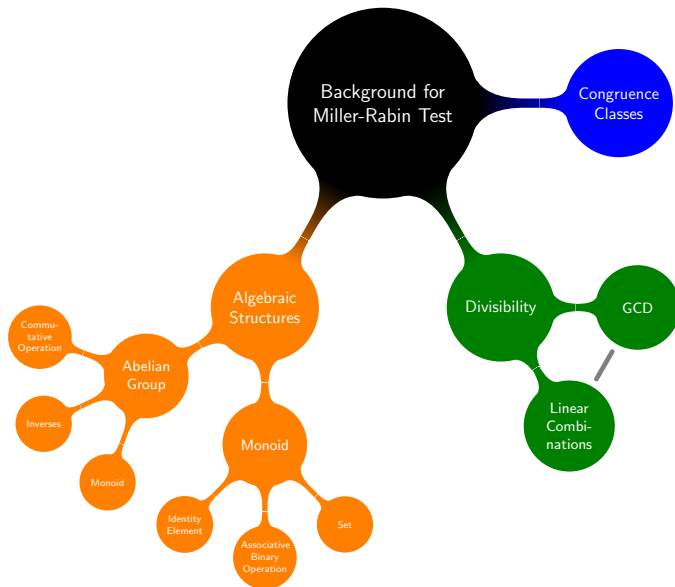 Background for
Miller-Rabin Test
Congruence
Classes
Algebraic
Structures
Divisibility
GCD
Commu-
tative
Operation
Abelian
Group
Linear
Combi-
nations
Inverses
Monoid
Monoid
Identity
Element
Associative
Binary
Operation
Set